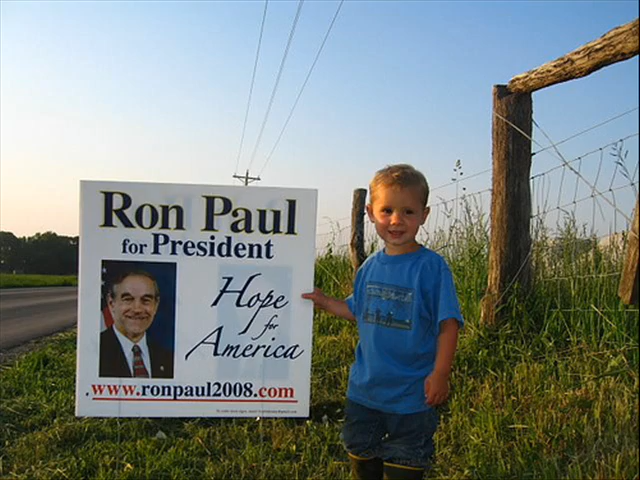 Ron Paul
for President
Hope
for
America
.www.ronpaul2008.com